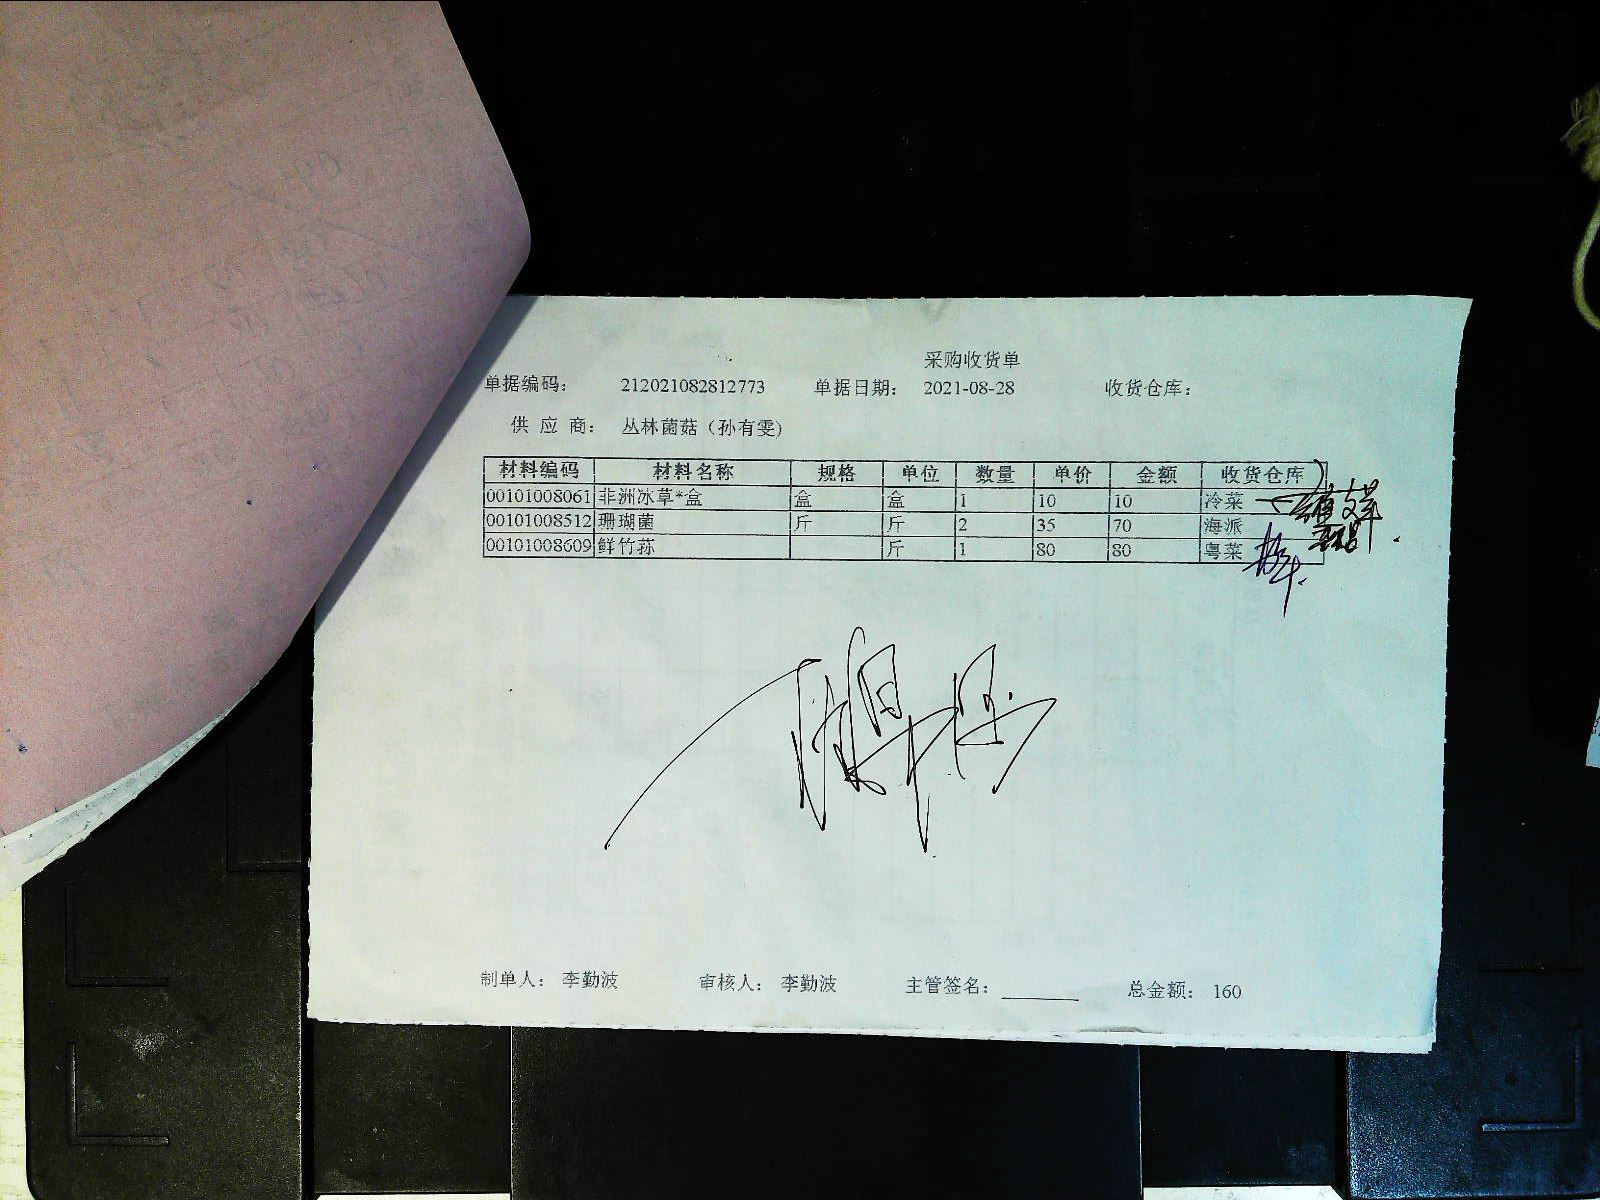 采购收货单
单据编码： 212021082812773 单据日期： 2021-08-28 收货仓库：
供 应 商： 丛林菌菇（孙有雯）
材料编码 材料名称 规格 单位 数量 单价 金额 收货仓库
00101008061 非洲冰草*盒 盒 盒 1 10 10 冷菜
00101008512 珊瑚菌 斤 斤 2 35 70 海派
00101008609 鲜竹荪 斤 1 80 80 粤菜
制单人： 李勤波 审核人： 李勤波 主管签名： 总金额： 160